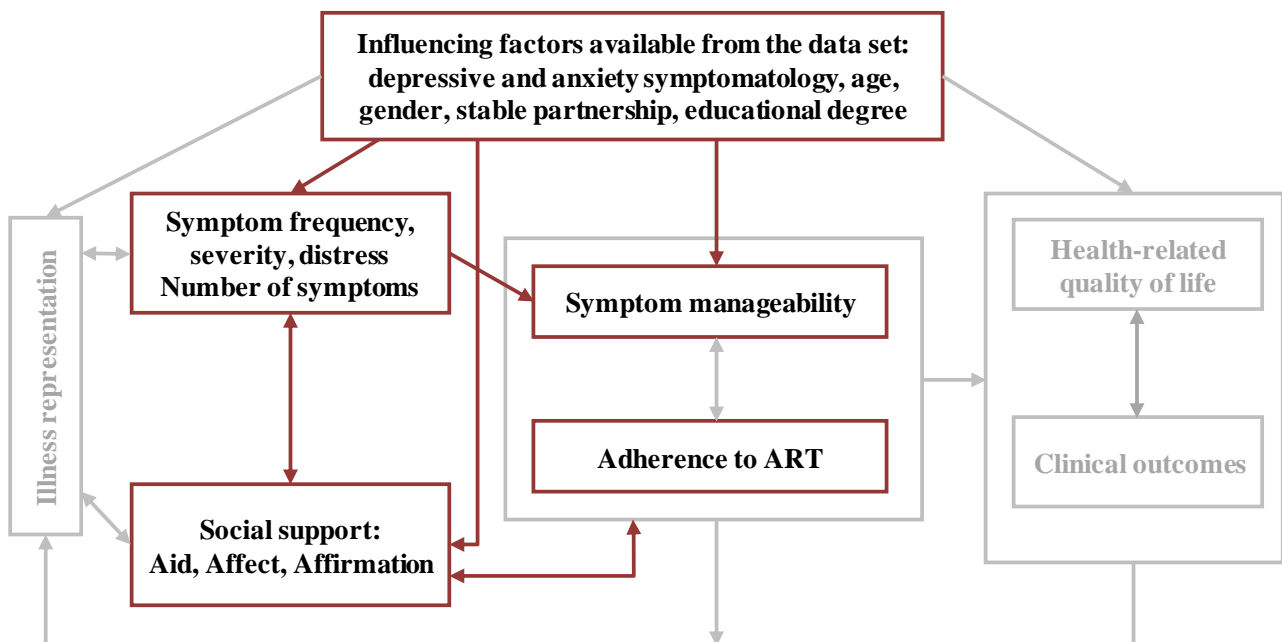 Influencing factors available from the data set:
depressive and anxiety symptomatology, age,
gender, stable partnership, educational degree
Illness representation
Symptom frequency,
severity, distress
Number of symptoms
Symptom manageability
Health-related
quality of life
Adherence to ART
Clinical outcomes
Social support:
Aid, Affect, Affirmation